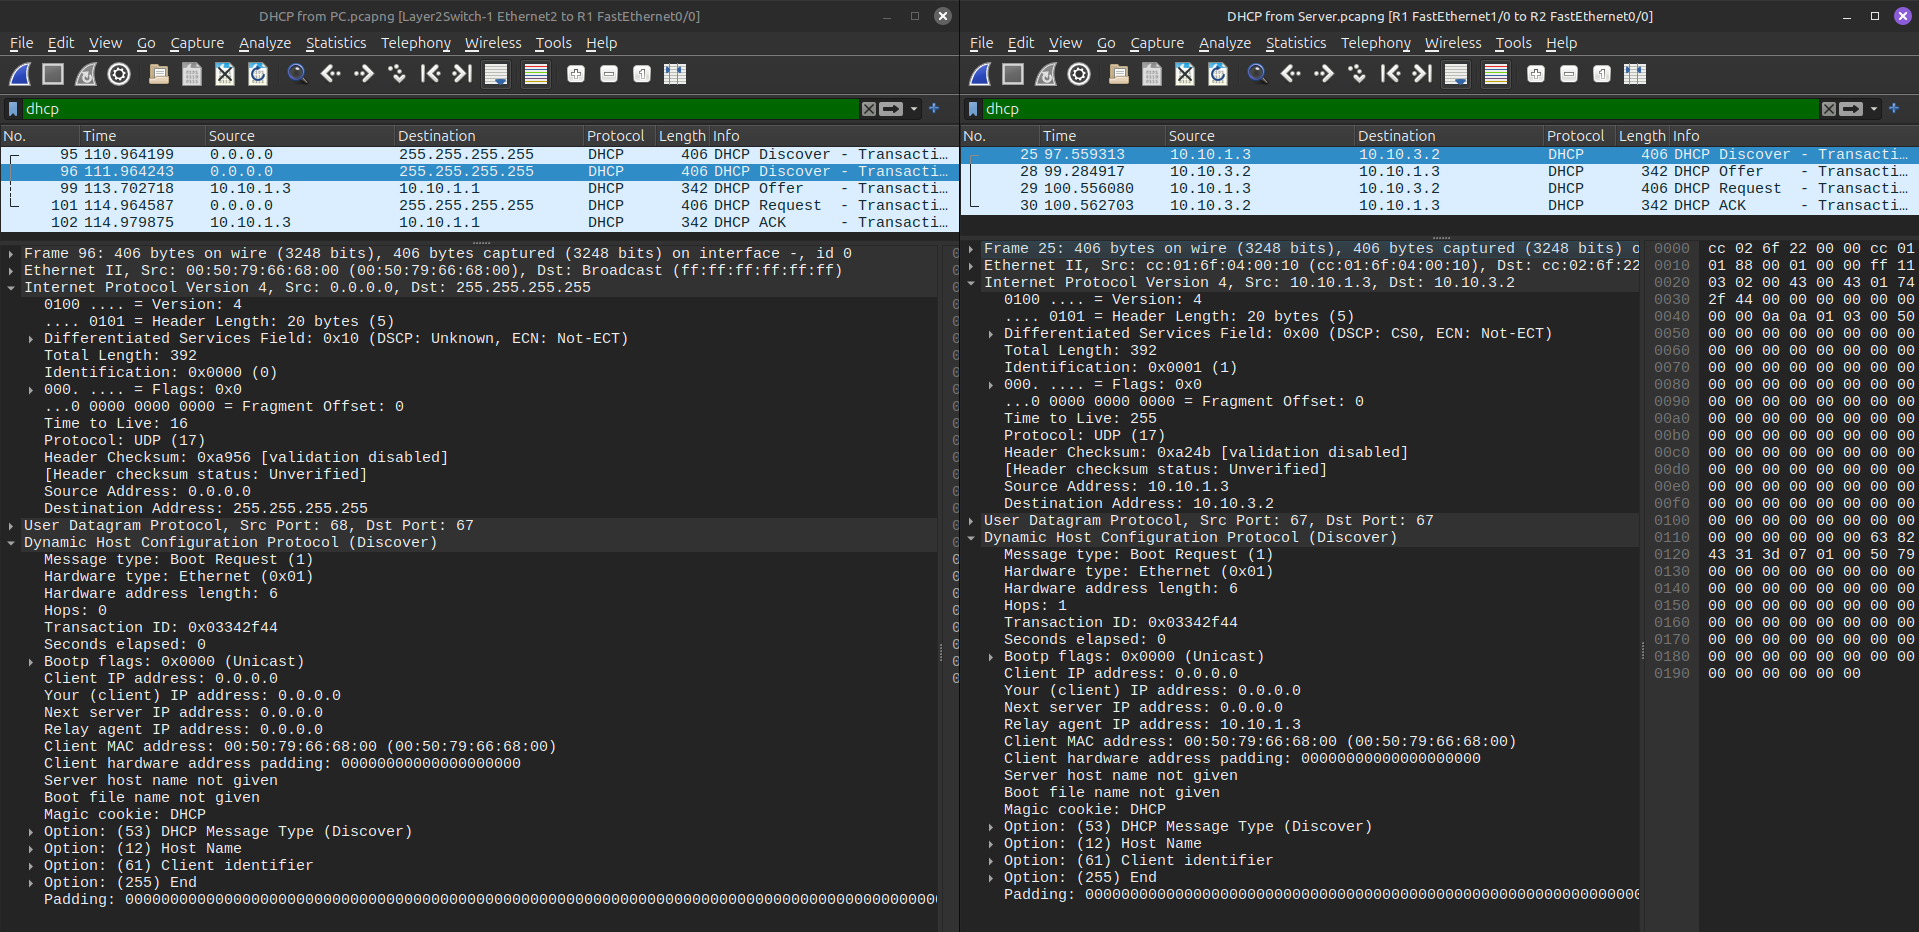 DHCP from PC.pcapng [Layer2Switch-1 Ethernet2 to R1 FastEthernet0/0]
File Edit View Go Capture Analyze Statistics Telephony Wireless Tools Help
dhcp
No. Time Source Destination Protocol Length Info
95 110.964199 0.0.0.0 255.255.255.255 DHCP 406 DHCP Discover - Transacti…
96 111.964243 0.0.0.0 255.255.255.255 DHCP 406 DHCP Discover - Transacti…
99 113.702718 10.10.1.3 10.10.1.1 DHCP 342 DHCP Offer - Transacti…
101 114.964587 0.0.0.0 255.255.255.255 DHCP 406 DHCP Request - Transacti…
102 114.979875 10.10.1.3 10.10.1.1 DHCP 342 DHCP ACK - Transacti…
Frame 96: 406 bytes on wire (3248 bits), 406 bytes captured (3248 bits) on interface -, id 0
Ethernet II, Src: 00:50:79:66:68:00 (00:50:79:66:68:00), Dst: Broadcast (ff:ff:ff:ff:ff:ff)
Internet Protocol Version 4, Src: 0.0.0.0, Dst: 255.255.255.255
0100 .... = Version: 4
.... 0101 = Header Length: 20 bytes (5)
Differentiated Services Field: 0x10 (DSCP: Unknown, ECN: Not-ECT)
Total Length: 392
Identification: 0x0000 (0)
000. .... = Flags: 0x0
...0 0000 0000 0000 = Fragment Offset: 0
Time to Live: 16
Protocol: UDP (17)
Header Checksum: 0xa956 [validation disabled]
[Header checksum status: Unverified]
Source Address: 0.0.0.0
Destination Address: 255.255.255.255
User Datagram Protocol, Src Port: 68, Dst Port: 67
Dynamic Host Configuration Protocol (Discover)
Message type: Boot Request (1)
Hardware type: Ethernet (0x01)
Hardware address length: 6
Hops: 0
Transaction ID: 0x03342f44
Seconds elapsed: 0
Bootp flags: 0x0000 (Unicast)
Client IP address: 0.0.0.0
Your (client) IP address: 0.0.0.0
Next server IP address: 0.0.0.0
Relay agent IP address: 0.0.0.0
Client MAC address: 00:50:79:66:68:00 (00:50:79:66:68:00)
Client hardware address padding: 00000000000000000000
Server host name not given
Boot file name not given
Magic cookie: DHCP
Option: (53) DHCP Message Type (Discover)
Option: (12) Host Name
Option: (61) Client identifier
Option: (255) End
Padding: 000000000000000000000000000000000000000000000000000000000000000000000000000000000000000000
DHCP from Server.pcapng [R1 FastEthernet1/0 to R2 FastEthernet0/0]
File Edit View Go Capture Analyze Statistics Telephony Wireless Tools Help
dhcp
No. Time Source Destination Protocol Length Info
25 97.559313 10.10.1.3 10.10.3.2 DHCP 406 DHCP Discover - Transacti…
28 99.284917 10.10.3.2 10.10.1.3 DHCP 342 DHCP Offer - Transacti…
29 100.556080 10.10.1.3 10.10.3.2 DHCP 406 DHCP Request - Transacti…
30 100.562703 10.10.3.2 10.10.1.3 DHCP 342 DHCP ACK - Transacti…
Frame 25: 406 bytes on wire (3248 bits), 406 bytes captured (3248 bits) o
Ethernet II, Src: cc:01:6f:04:00:10 (cc:01:6f:04:00:10), Dst: cc:02:6f:22
Internet Protocol Version 4, Src: 10.10.1.3, Dst: 10.10.3.2
0100 .... = Version: 4
.... 0101 = Header Length: 20 bytes (5)
Differentiated Services Field: 0x00 (DSCP: CS0, ECN: Not-ECT)
Total Length: 392
Identification: 0x0001 (1)
000. .... = Flags: 0x0
...0 0000 0000 0000 = Fragment Offset: 0
Time to Live: 255
Protocol: UDP (17)
Header Checksum: 0xa24b [validation disabled]
[Header checksum status: Unverified]
Source Address: 10.10.1.3
Destination Address: 10.10.3.2
User Datagram Protocol, Src Port: 67, Dst Port: 67
Dynamic Host Configuration Protocol (Discover)
Message type: Boot Request (1)
Hardware type: Ethernet (0x01)
Hardware address length: 6
Hops: 1
Transaction ID: 0x03342f44
Seconds elapsed: 0
Bootp flags: 0x0000 (Unicast)
Client IP address: 0.0.0.0
Your (client) IP address: 0.0.0.0
Next server IP address: 0.0.0.0
Relay agent IP address: 10.10.1.3
Client MAC address: 00:50:79:66:68:00 (00:50:79:66:68:00)
Client hardware address padding: 00000000000000000000
Server host name not given
Boot file name not given
Magic cookie: DHCP
Option: (53) DHCP Message Type (Discover)
Option: (12) Host Name
Option: (61) Client identifier
Option: (255) End
Padding: 00000000000000000000000000000000000000000000000000000000000000
0000 cc 02 6f 22 00 00 cc 01
0010 01 88 00 01 00 00 ff 11
0020 03 02 00 43 00 43 01 74
0030 2f 44 00 00 00 00 00 00
0040 00 00 0a 0a 01 03 00 50
0050 00 00 00 00 00 00 00 00
0060 00 00 00 00 00 00 00 00
0070 00 00 00 00 00 00 00 00
0080 00 00 00 00 00 00 00 00
0090 00 00 00 00 00 00 00 00
00a0 00 00 00 00 00 00 00 00
00b0 00 00 00 00 00 00 00 00
00c0 00 00 00 00 00 00 00 00
00d0 00 00 00 00 00 00 00 00
00e0 00 00 00 00 00 00 00 00
00f0 00 00 00 00 00 00 00 00
0100 00 00 00 00 00 00 00 00
0110 00 00 00 00 00 00 63 82
0120 43 31 3d 07 01 00 50 79
0130 00 00 00 00 00 00 00 00
0140 00 00 00 00 00 00 00 00
0150 00 00 00 00 00 00 00 00
0160 00 00 00 00 00 00 00 00
0170 00 00 00 00 00 00 00 00
0180 00 00 00 00 00 00 00 00
0190 00 00 00 00 00 00